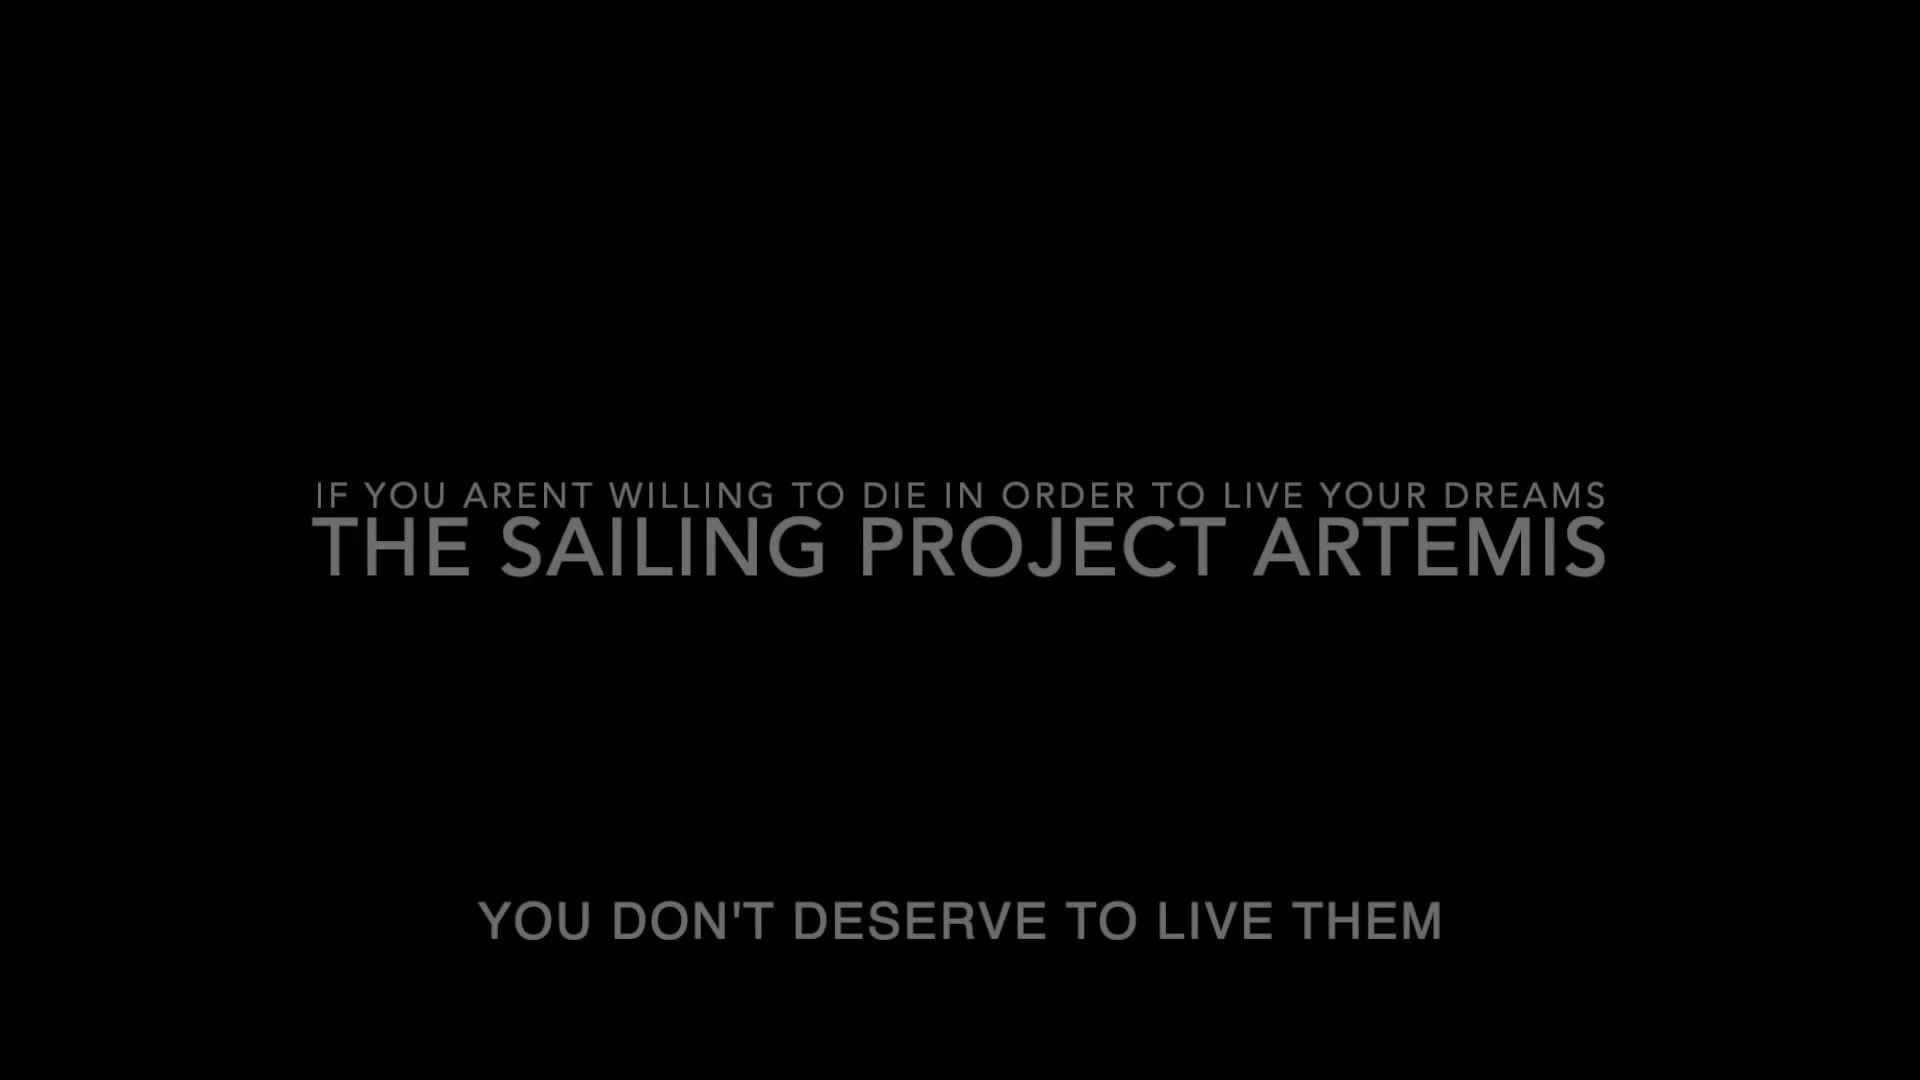 IF YOU ARENT WILLING TO DIE IN ORDER TO LIVE YOUR DREAMS
THE SAILING PROJECT ARTEMIS
YOU DON'T DESERVE TO LIVE THEM